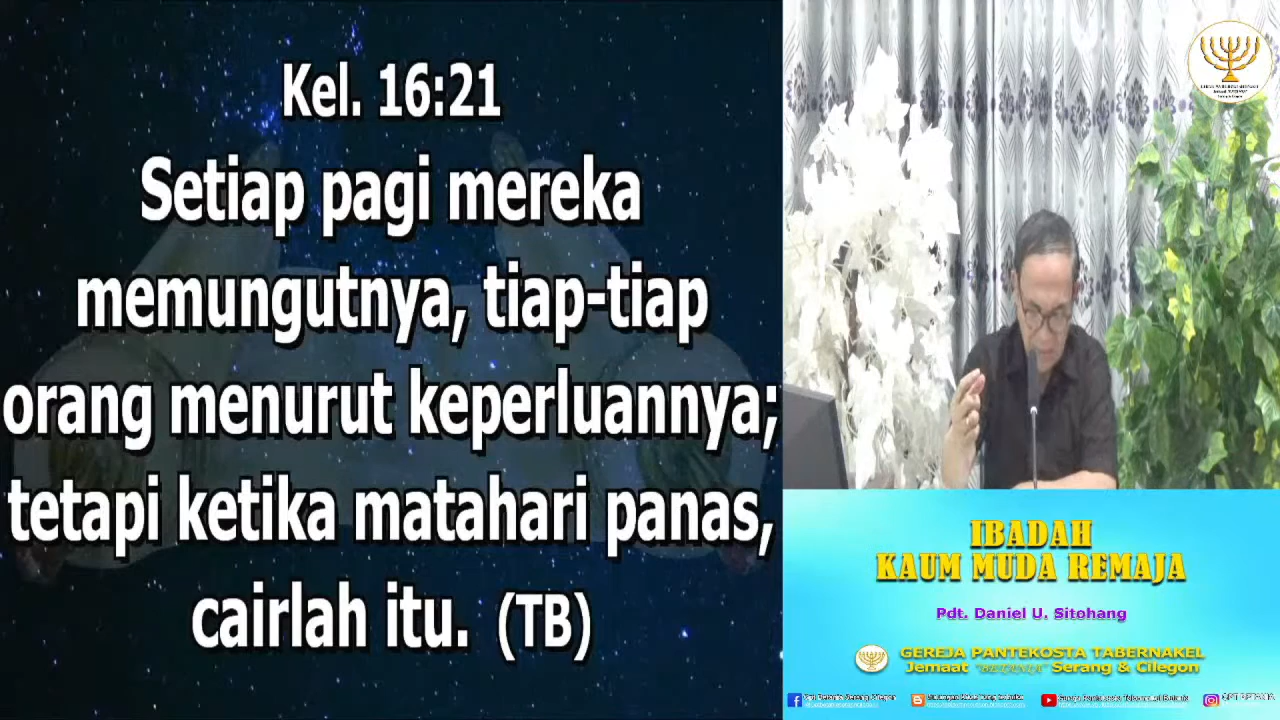 Kel. 16:21
Setiap pagi mereka
memungutnya, tiap-tiap
orang menurut keperluannya;
tetapi ketika matahari panas,
cairlah itu. (TB)
IBADAH
KAUM MUDA REMAJA
Pdt. Daniel U. Sitohang
GEREJA PANTEKOSTA TABERNAKEL
Jemaat "BETANIA" Serang & Cilegon